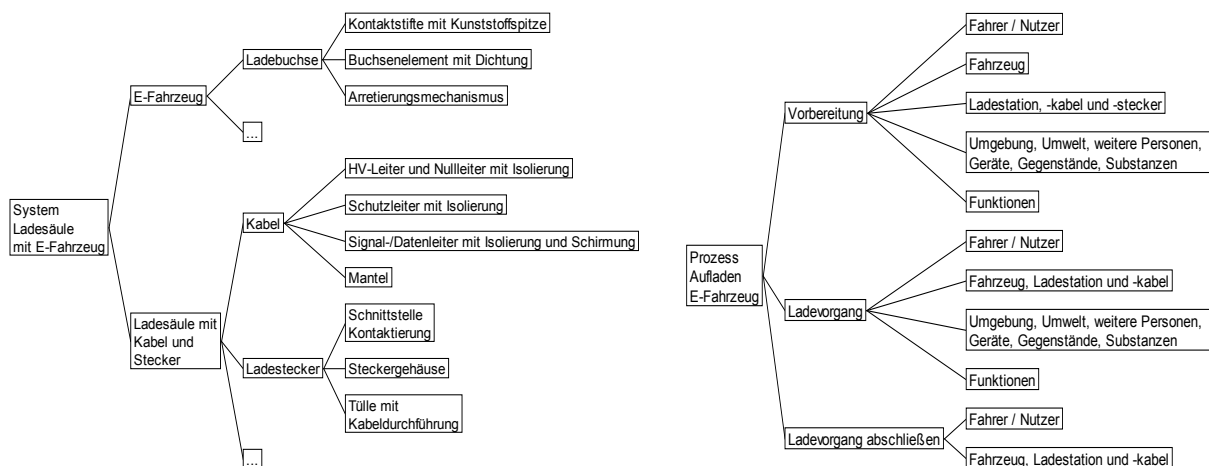 System
Ladesäule
mit E-Fahrzeug
E-Fahrzeug
Ladebuchse
Kontaktstifte mit Kunststoffspitze
Buchsenelement mit Dichtung
Arretierungsmechanismus
...
Ladesäule mit
Kabel und
Stecker
Kabel
HV-Leiter und Nullleiter mit Isolierung
Schutzleiter mit Isolierung
Signal-/Datenleiter mit Isolierung und Schirmung
Mantel
Ladestecker
Schnittstelle
Kontaktierung
Steckergehäuse
Tülle mit
Kabeldurchführung
...
Prozess
Aufladen
E-Fahrzeug
Vorbereitung
Fahrer / Nutzer
Fahrzeug
Ladestation, -kabel und -stecker
Umgebung, Umwelt, weitere Personen,
Geräte, Gegenstände, Substanzen
Funktionen
Ladevorgang
Fahrer / Nutzer
Fahrzeug, Ladestation und -kabel
Umgebung, Umwelt, weitere Personen,
Geräte, Gegenstände, Substanzen
Funktionen
Ladevorgang abschließen
Fahrer / Nutzer
Fahrzeug, Ladestation und -kabel